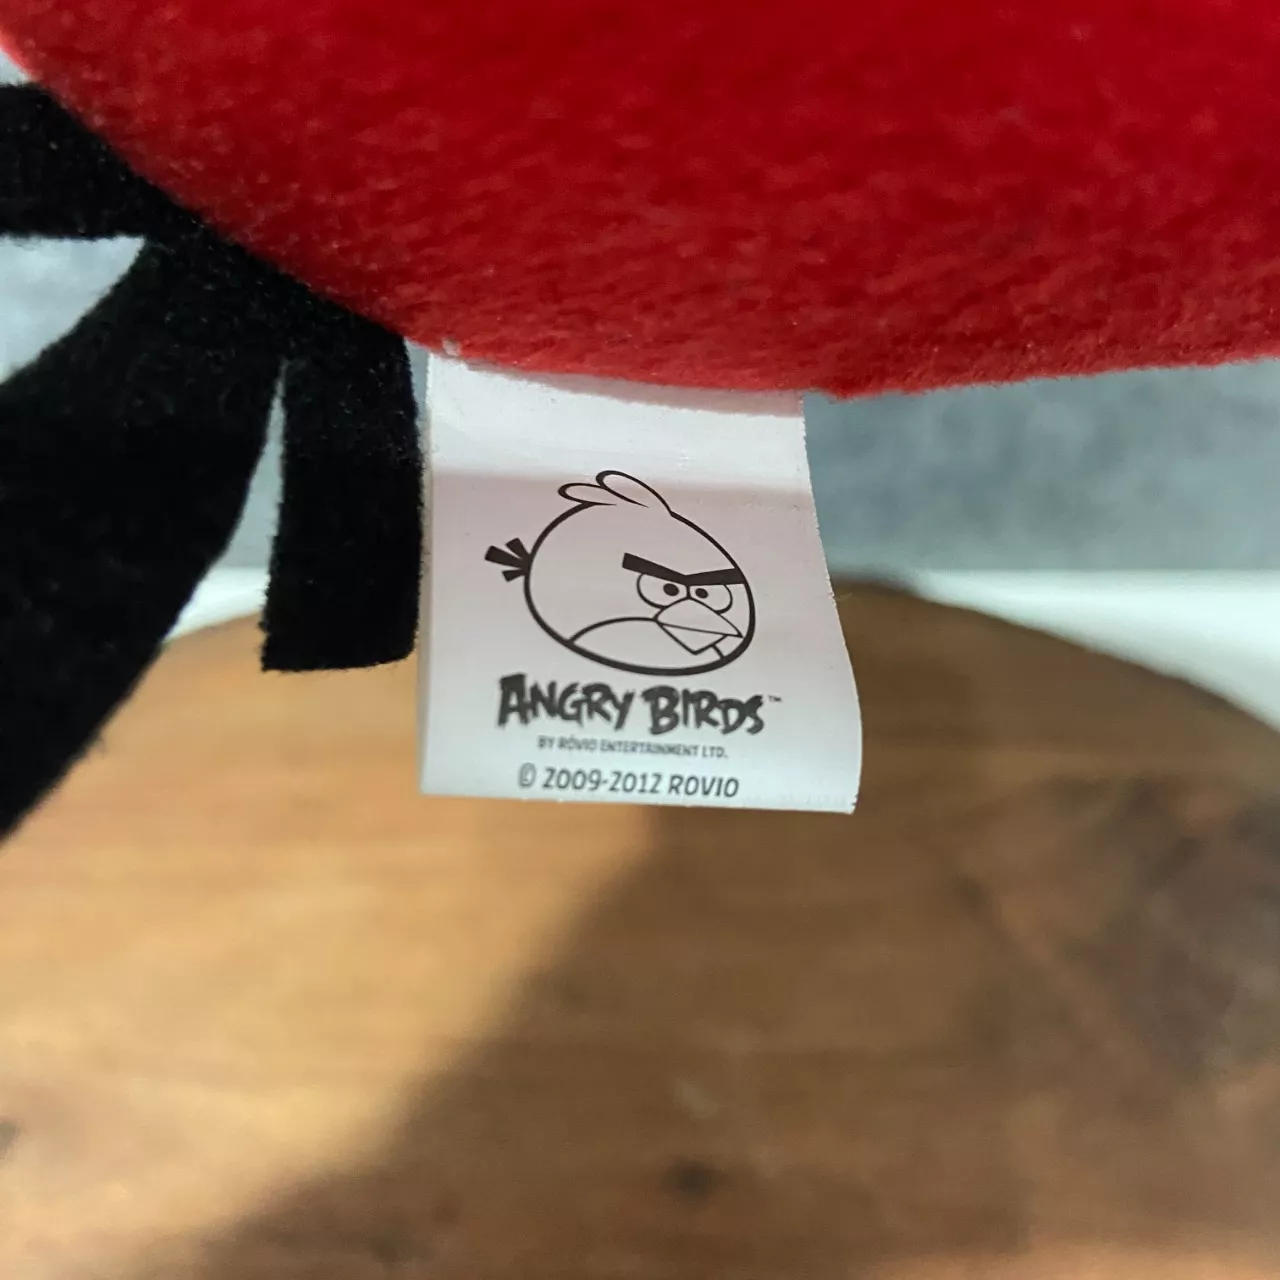 ANGRY BIRDS™
BY ROVIO ENTERTAINMENT LTD.
© 2009-2012 ROVIO